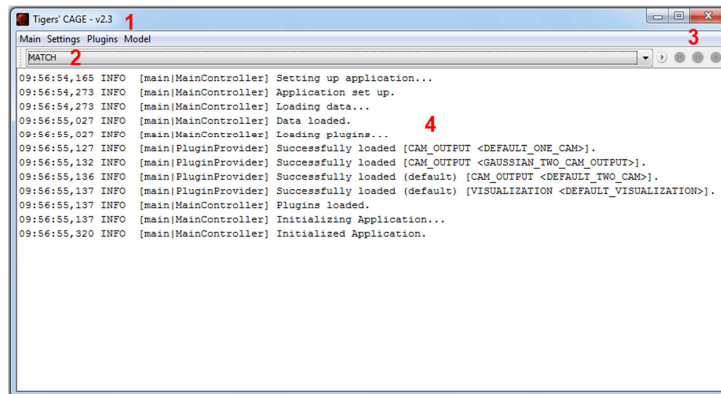 Tigers' CAGE - v2.3
1
3
Main Settings Plugins Model
MATCH
2
09:56:54,165 INFO [main|MainController] Setting up application...
09:56:54,273 INFO [main|MainController] Application set up.
09:56:54,273 INFO [main|MainController] Loading data...
09:56:55,027 INFO [main|MainController] Data loaded.
4
09:56:55,027 INFO [main|MainController] Loading plugins...
09:56:55,127 INFO [main|PluginProvider] Successfully loaded [CAM_OUTPUT <DEFAULT_ONE_CAM>].
09:56:55,132 INFO [main|PluginProvider] Successfully loaded [CAM_OUTPUT <GAUSSIAN_TWO_CAM_OUTPUT>].
09:56:55,136 INFO [main|PluginProvider] Successfully loaded (default) [CAM_OUTPUT <DEFAULT_TWO_CAM>].
09:56:55,137 INFO [main|PluginProvider] Successfully loaded (default) [VISUALIZATION <DEFAULT_VISUALIZATION>].
09:56:55,137 INFO [main|MainController] Plugins loaded.
09:56:55,137 INFO [main|MainController] Initializing Application...
09:56:55,320 INFO [main|MainController] Initialized Application.